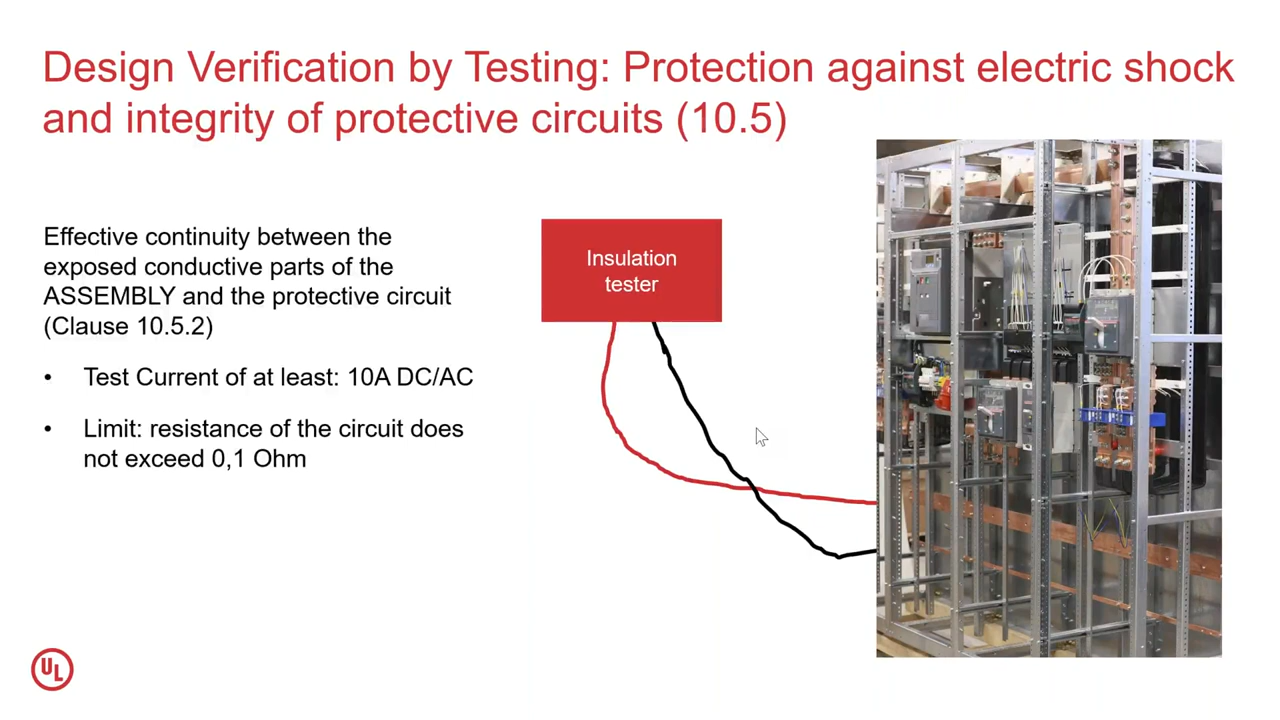 Design Verification by Testing: Protection against electric shock
and integrity of protective circuits (10.5)
Effective continuity between the
exposed conductive parts of the
ASSEMBLY and the protective circuit
(Clause 10.5.2)
• Test Current of at least: 10A DC/AC
• Limit: resistance of the circuit does
not exceed 0,1 Ohm
Insulation
tester
UL